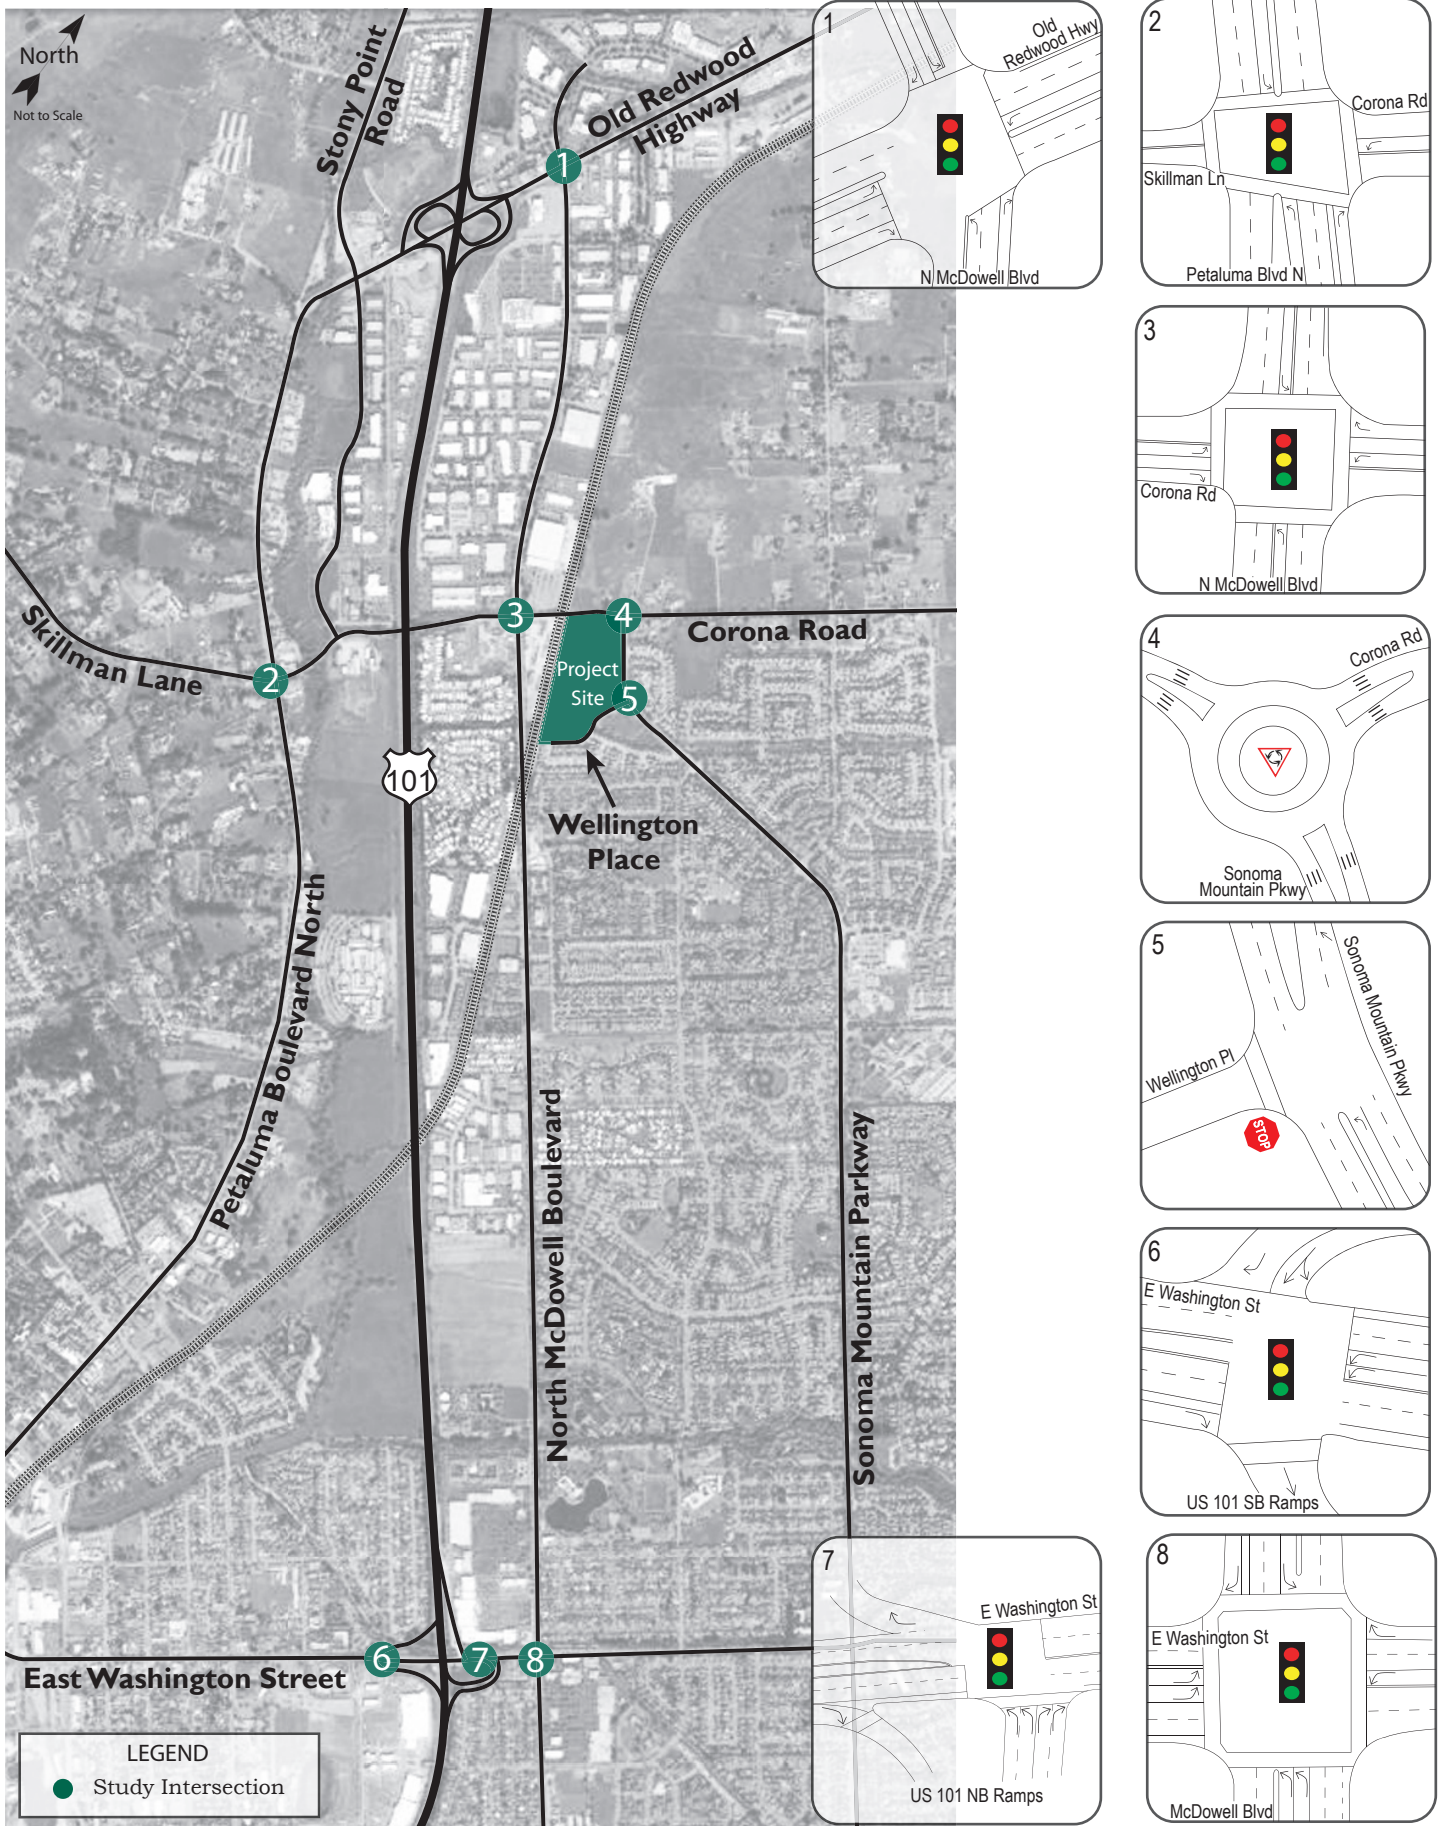 North
Not to Scale
Stony Point
Road
Old Redwood
Highway
1
2
3
4
5
6
7
8
Skillman Lane
Corona Road
Project
Site
101
Wellington
Place
Petaluma Boulevard North
North McDowell Boulevard
Sonoma Mountain Parkway
East Washington Street
LEGEND
Study Intersection
1
Old
Redwood Hwy
N McDowell Blvd
2
Corona Rd
Skillman Ln
Petaluma Blvd N
3
Corona Rd
N McDowell Blvd
4
Corona Rd
Sonoma
Mountain Pkwy
5
Sonoma Mountain Pkwy
Wellington Pl
STOP
6
E Washington St
US 101 SB Ramps
7
E Washington St
US 101 NB Ramps
8
E Washington St
McDowell Blvd